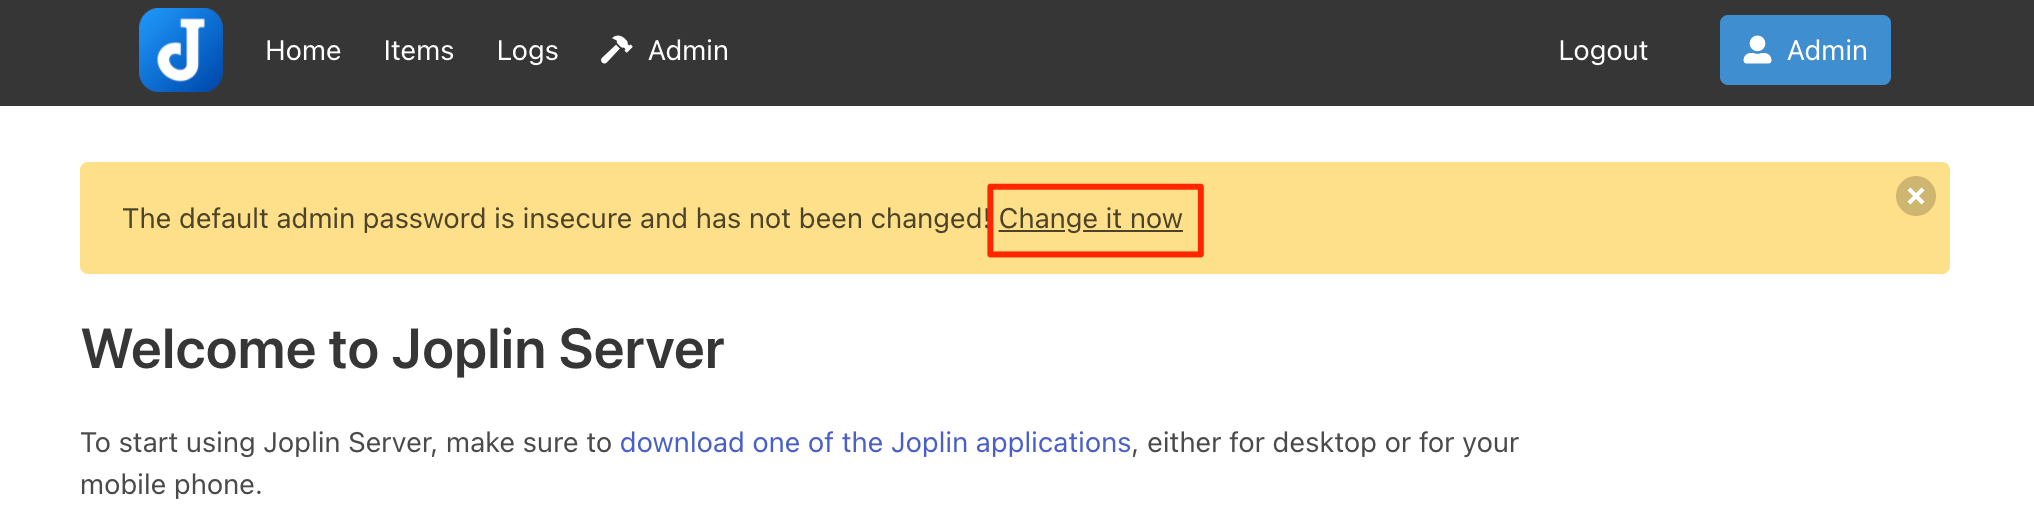 Home Items Logs Admin Logout Admin
The default admin password is insecure and has not been changed! Change it now
Welcome to Joplin Server
To start using Joplin Server, make sure to download one of the Joplin applications, either for desktop or for your
mobile phone.